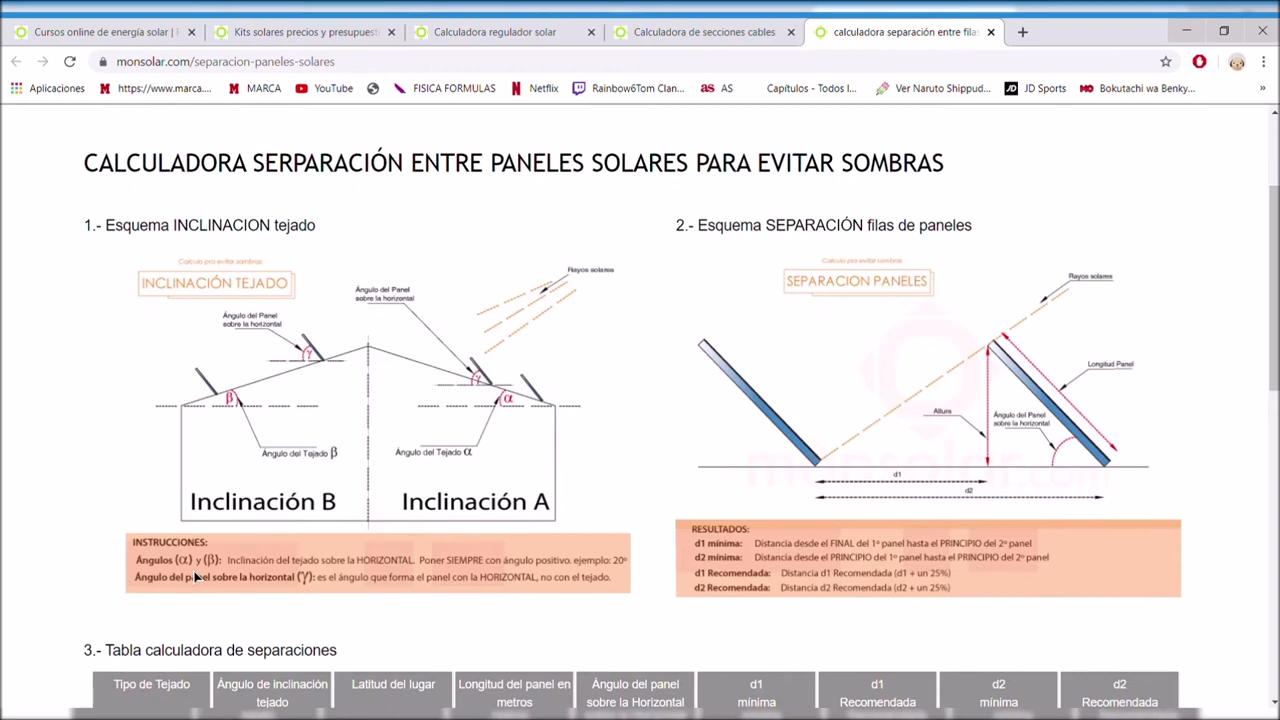 Cursos online de energía solar |
Kits solares precios y presupuest
Calculadora regulador solar
Calculadora de secciones cables
calculadora separación entre fila
monsolar.com/separacion-paneles-solares
Aplicaciones
https://www.marca....
MARCA
YouTube
FISICA FORMULAS
Netflix
Rainbow6Tom Clan...
AS
Capítulos - Todos l...
Ver Naruto Shippud...
JD Sports
Bokutachi wa Benky...
CALCULADORA SERPARACIÓN ENTRE PANELES SOLARES PARA EVITAR SOMBRAS
1.- Esquema INCLINACION tejado
2.- Esquema SEPARACIÓN filas de paneles
Calculo pra evitar sombras
INCLINACIÓN TEJADO
Rayos solares
Ángulo del Panel
sobre la horizontal
Ángulo del Panel
sobre la horizontal
γ
γ
β
α
Ángulo del Tejado β
Ángulo del Tejado α
Inclinación B
Inclinación A
Calculo pra evitar sombras
SEPARACION PANELES
Rayos solares
Longitud Panel
Altura
Ángulo del Panel
sobre la horizontal
monsolar.com
d1
d2
INSTRUCCIONES:
Ángulos (α) y (β): Inclinación del tejado sobre la HORIZONTAL. Poner SIEMPRE con ángulo positivo. ejemplo: 20º
Ángulo del panel sobre la horizontal (γ): es el ángulo que forma el panel con la HORIZONTAL, no con el tejado.
RESULTADOS:
d1 mínima: Distancia desde el FINAL del 1º panel hasta el PRINCIPIO del 2º panel
d2 mínima: Distancia desde el PRINCIPIO del 1º panel hasta el PRINCIPIO del 2º panel
d1 Recomendada: Distancia d1 Recomendada (d1 + un 25%)
d2 Recomendada: Distancia d2 Recomendada (d2 + un 25%)
3.- Tabla calculadora de separaciones
Tipo de Tejado
Ángulo de inclinación
tejado
Latitud del lugar
Longitud del panel en
metros
Ángulo del panel
sobre la Horizontal
d1
mínima
d1
Recomendada
d2
mínima
d2
Recomendada